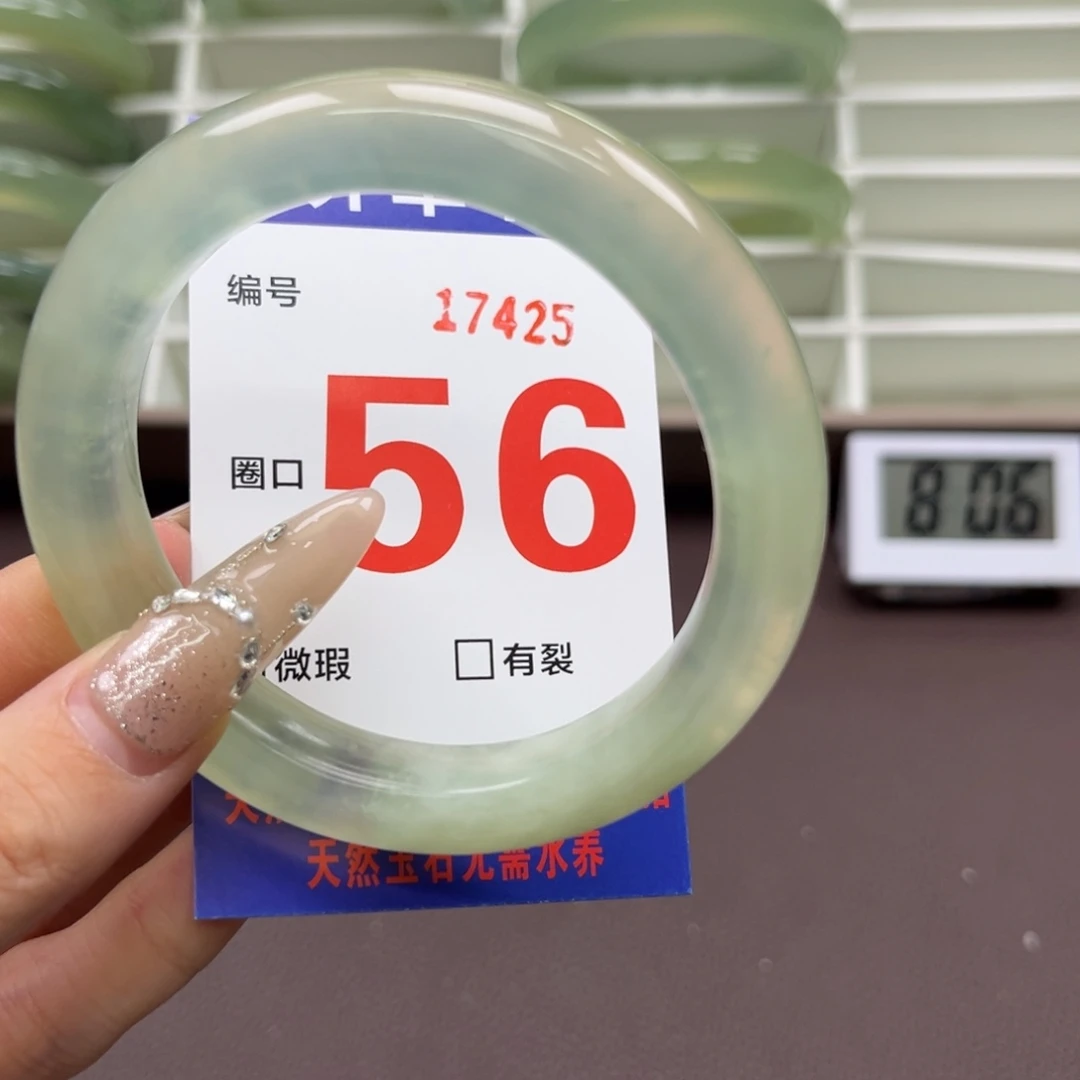 编号 17425
圈口 56
微瑕 □有裂
天然玉石无需水养
8 06